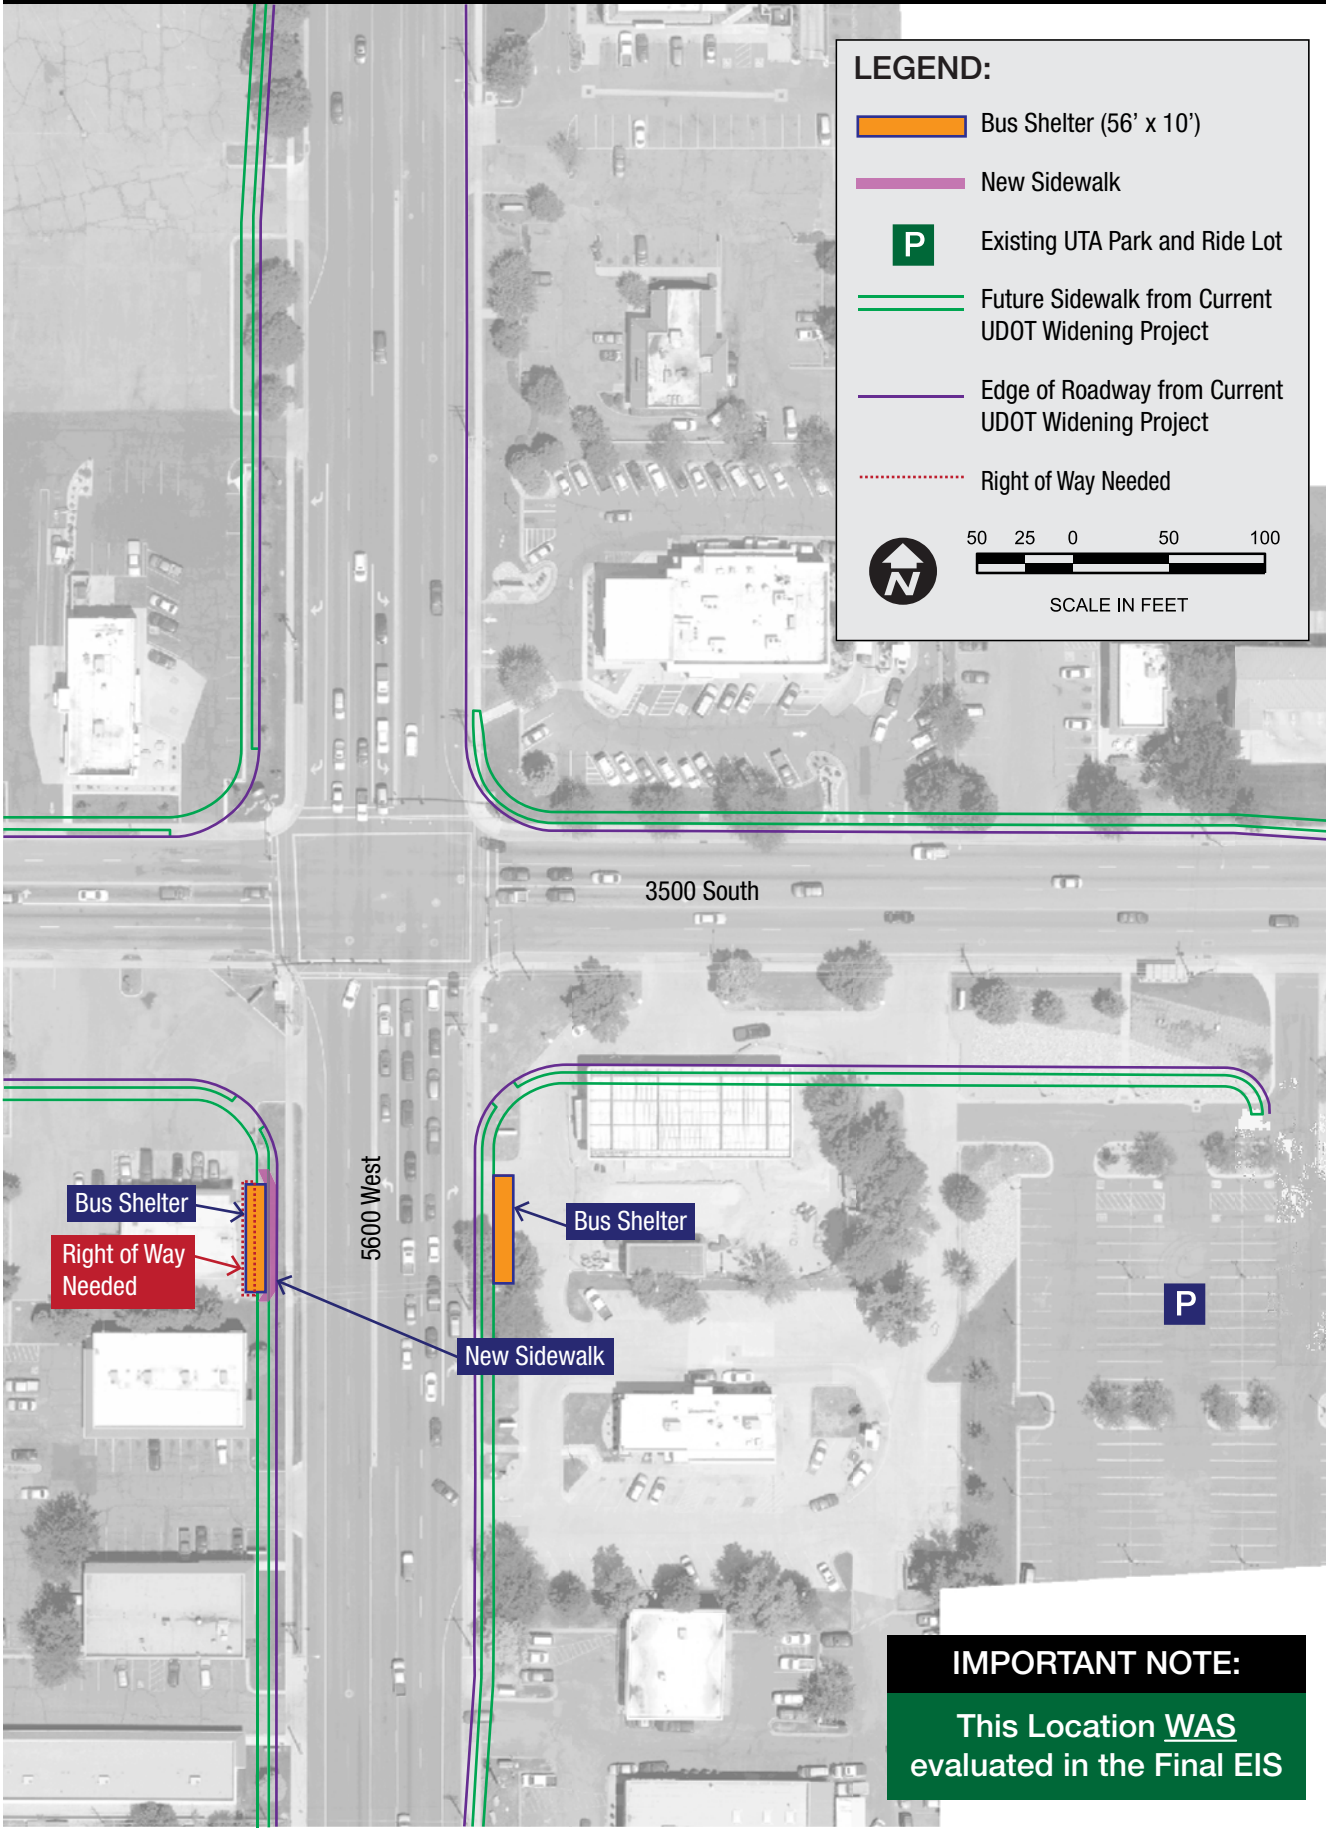 LEGEND:
Bus Shelter (56’ x 10’)
New Sidewalk
P
Existing UTA Park and Ride Lot
Future Sidewalk from Current
UDOT Widening Project
Edge of Roadway from Current
UDOT Widening Project
Right of Way Needed
N
50 25 0 50 100
SCALE IN FEET
3500 South
5600 West
Bus Shelter
Right of Way
Needed
Bus Shelter
New Sidewalk
P
IMPORTANT NOTE:
This Location WAS
evaluated in the Final EIS